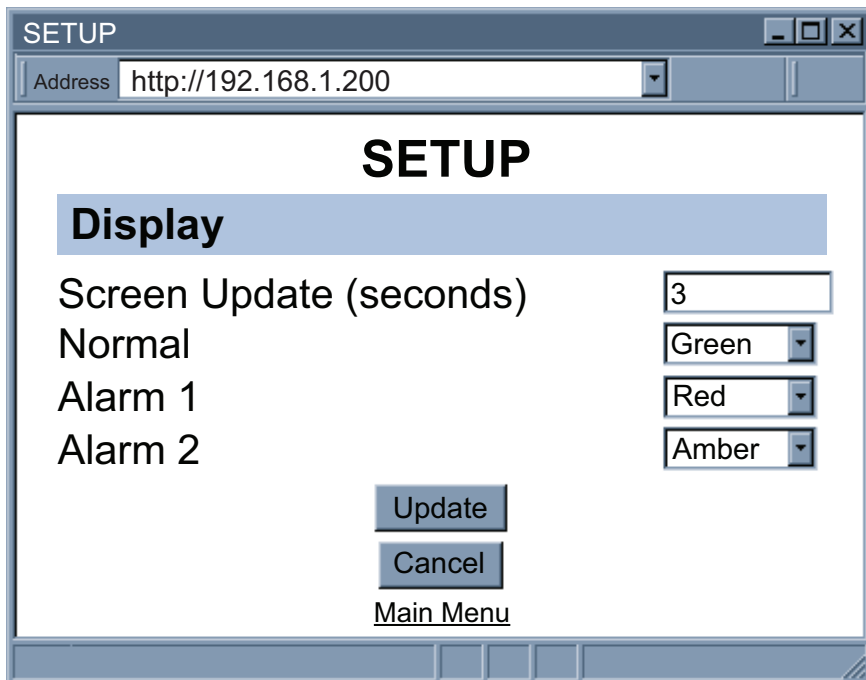 SETUP
Address http://192.168.1.200
SETUP
Display
Screen Update (seconds) 3
Normal Green
Alarm 1 Red
Alarm 2 Amber
Update
Cancel
Main Menu